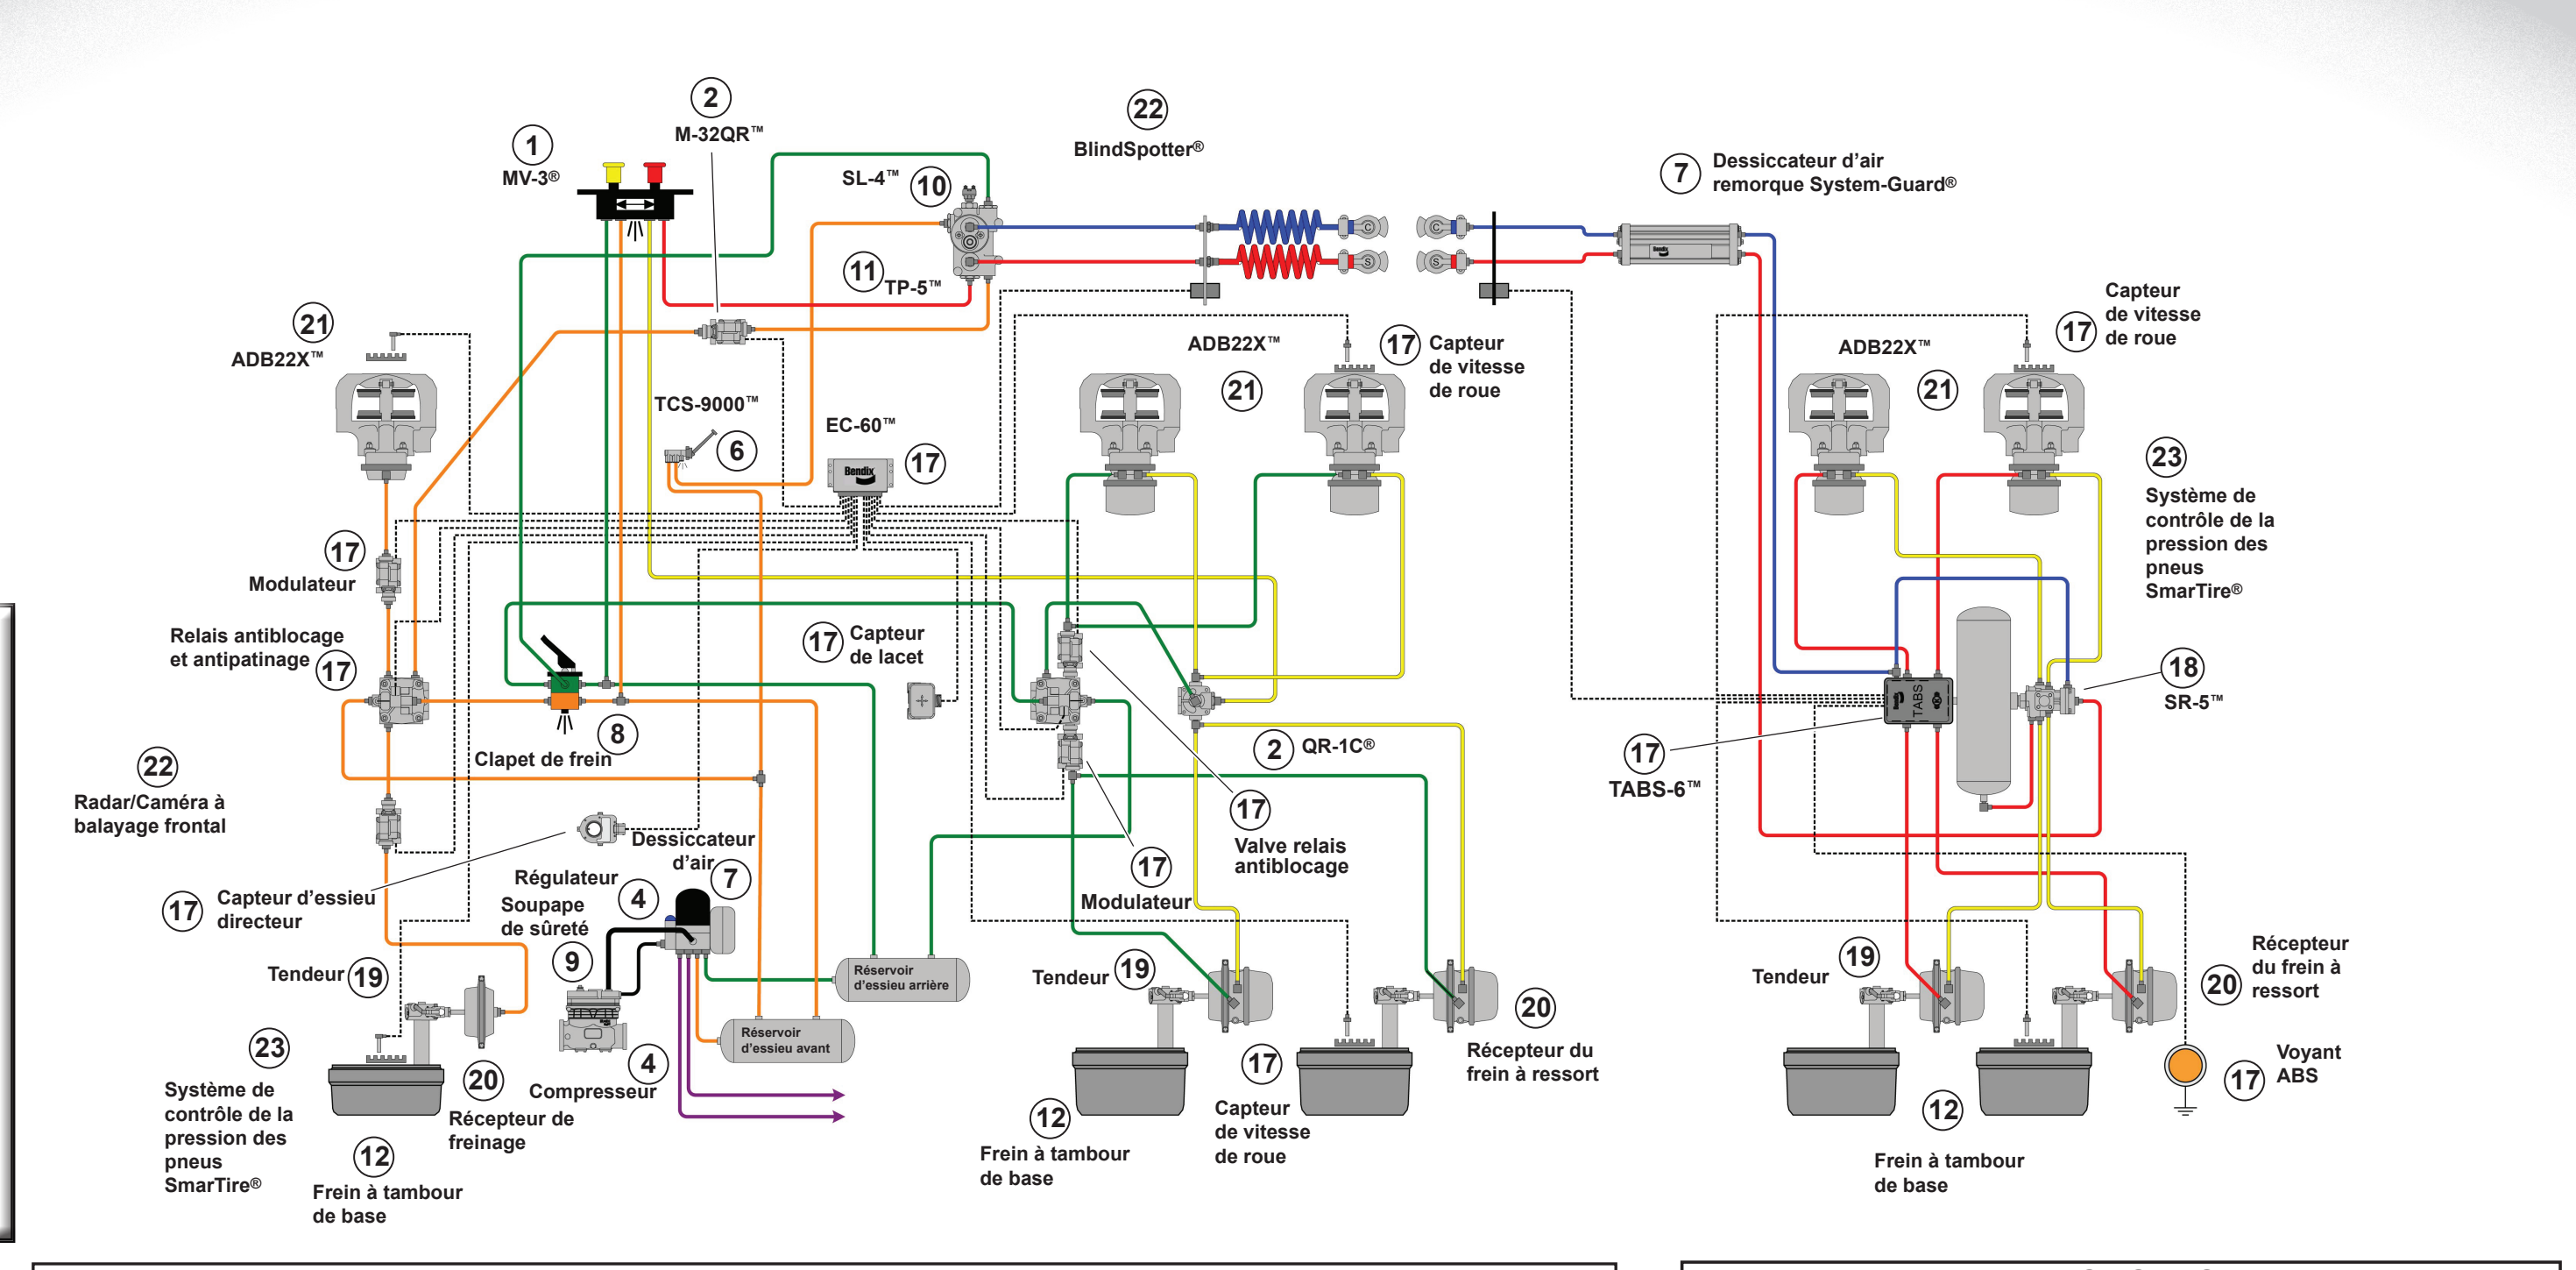 2
M-32QR™
22
BlindSpotter®
1
MV-3®
SL-4™
10
7
Dessiccateur d'air
remorque System-Guard®
C
C
S
S
Bendix
11
TP-5™
21
ADB22X™
ADB22X™
21
17
Capteur
de vitesse
de roue
ADB22X™
21
17
Capteur
de vitesse
de roue
TCS-9000™
6
EC-60™
Bendix
17
23
Système de
contrôle de la
pression des
pneus
SmarTire®
17
Modulateur
Relais antiblocage
et antipatinage
17
17
Capteur
de lacet
TABS
18
SR-5™
8
Clapet de frein
2
QR-1C®
17
TABS-6™
22
Radar/Caméra à
balayage frontal
17
Valve relais
antiblocage
17
Modulateur
Dessiccateur
d'air
7
Régulateur
4
Soupape
de sûreté
9
17
Capteur d'essieu
directeur
Tendeur
19
Réservoir
d'essieu arrière
Réservoir
d'essieu avant
Tendeur
19
20
Récepteur du
frein à ressort
Tendeur
19
Récepteur
du frein à
ressort
20
23
Système de
contrôle de la
pression des
pneus
SmarTire®
20
Récepteur de
freinage
4
Compresseur
12
Frein à tambour
de base
12
Frein à tambour
de base
17
Capteur
de vitesse
de roue
12
Frein à tambour
de base
17
Voyant
ABS